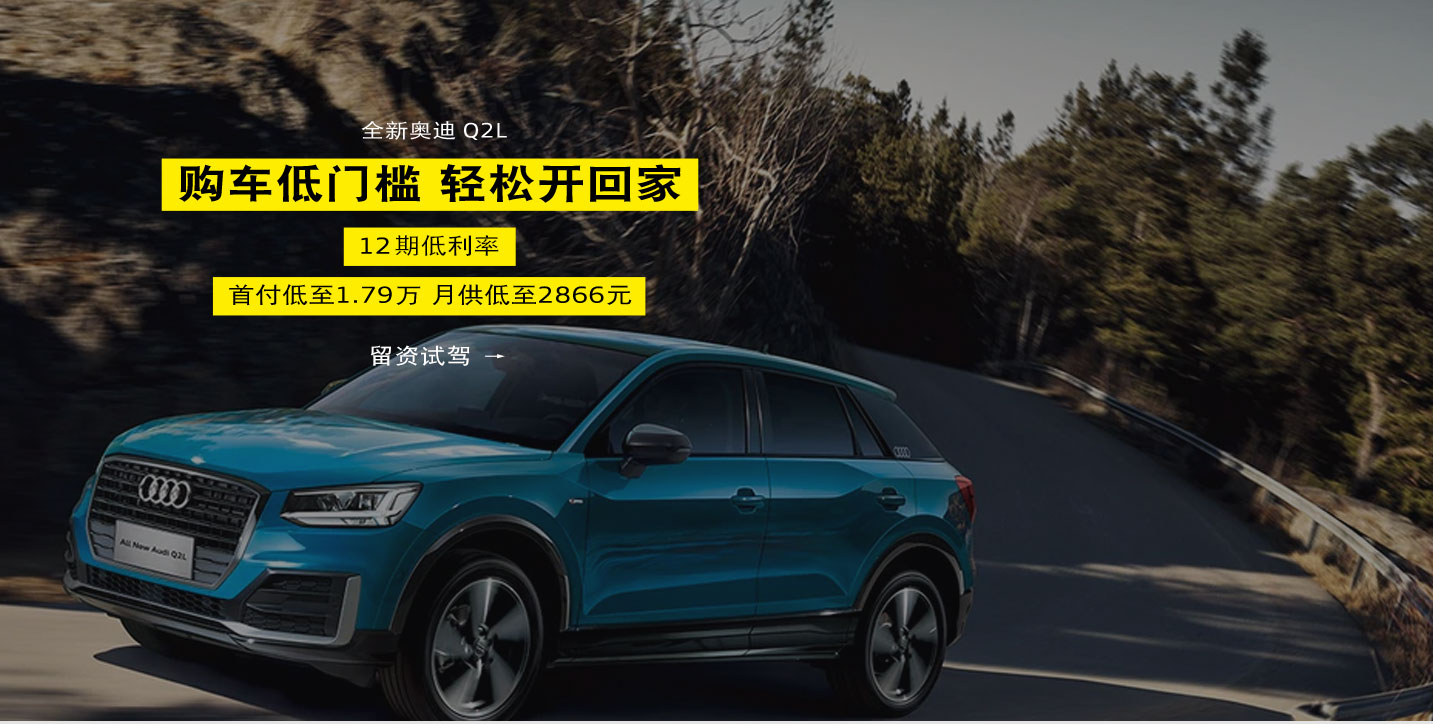 全新奥迪 Q2L
购车低门槛 轻松开回家
12期低利率
首付低至1.79万 月供低至2866元
留资试驾 →
All New Audi Q2L